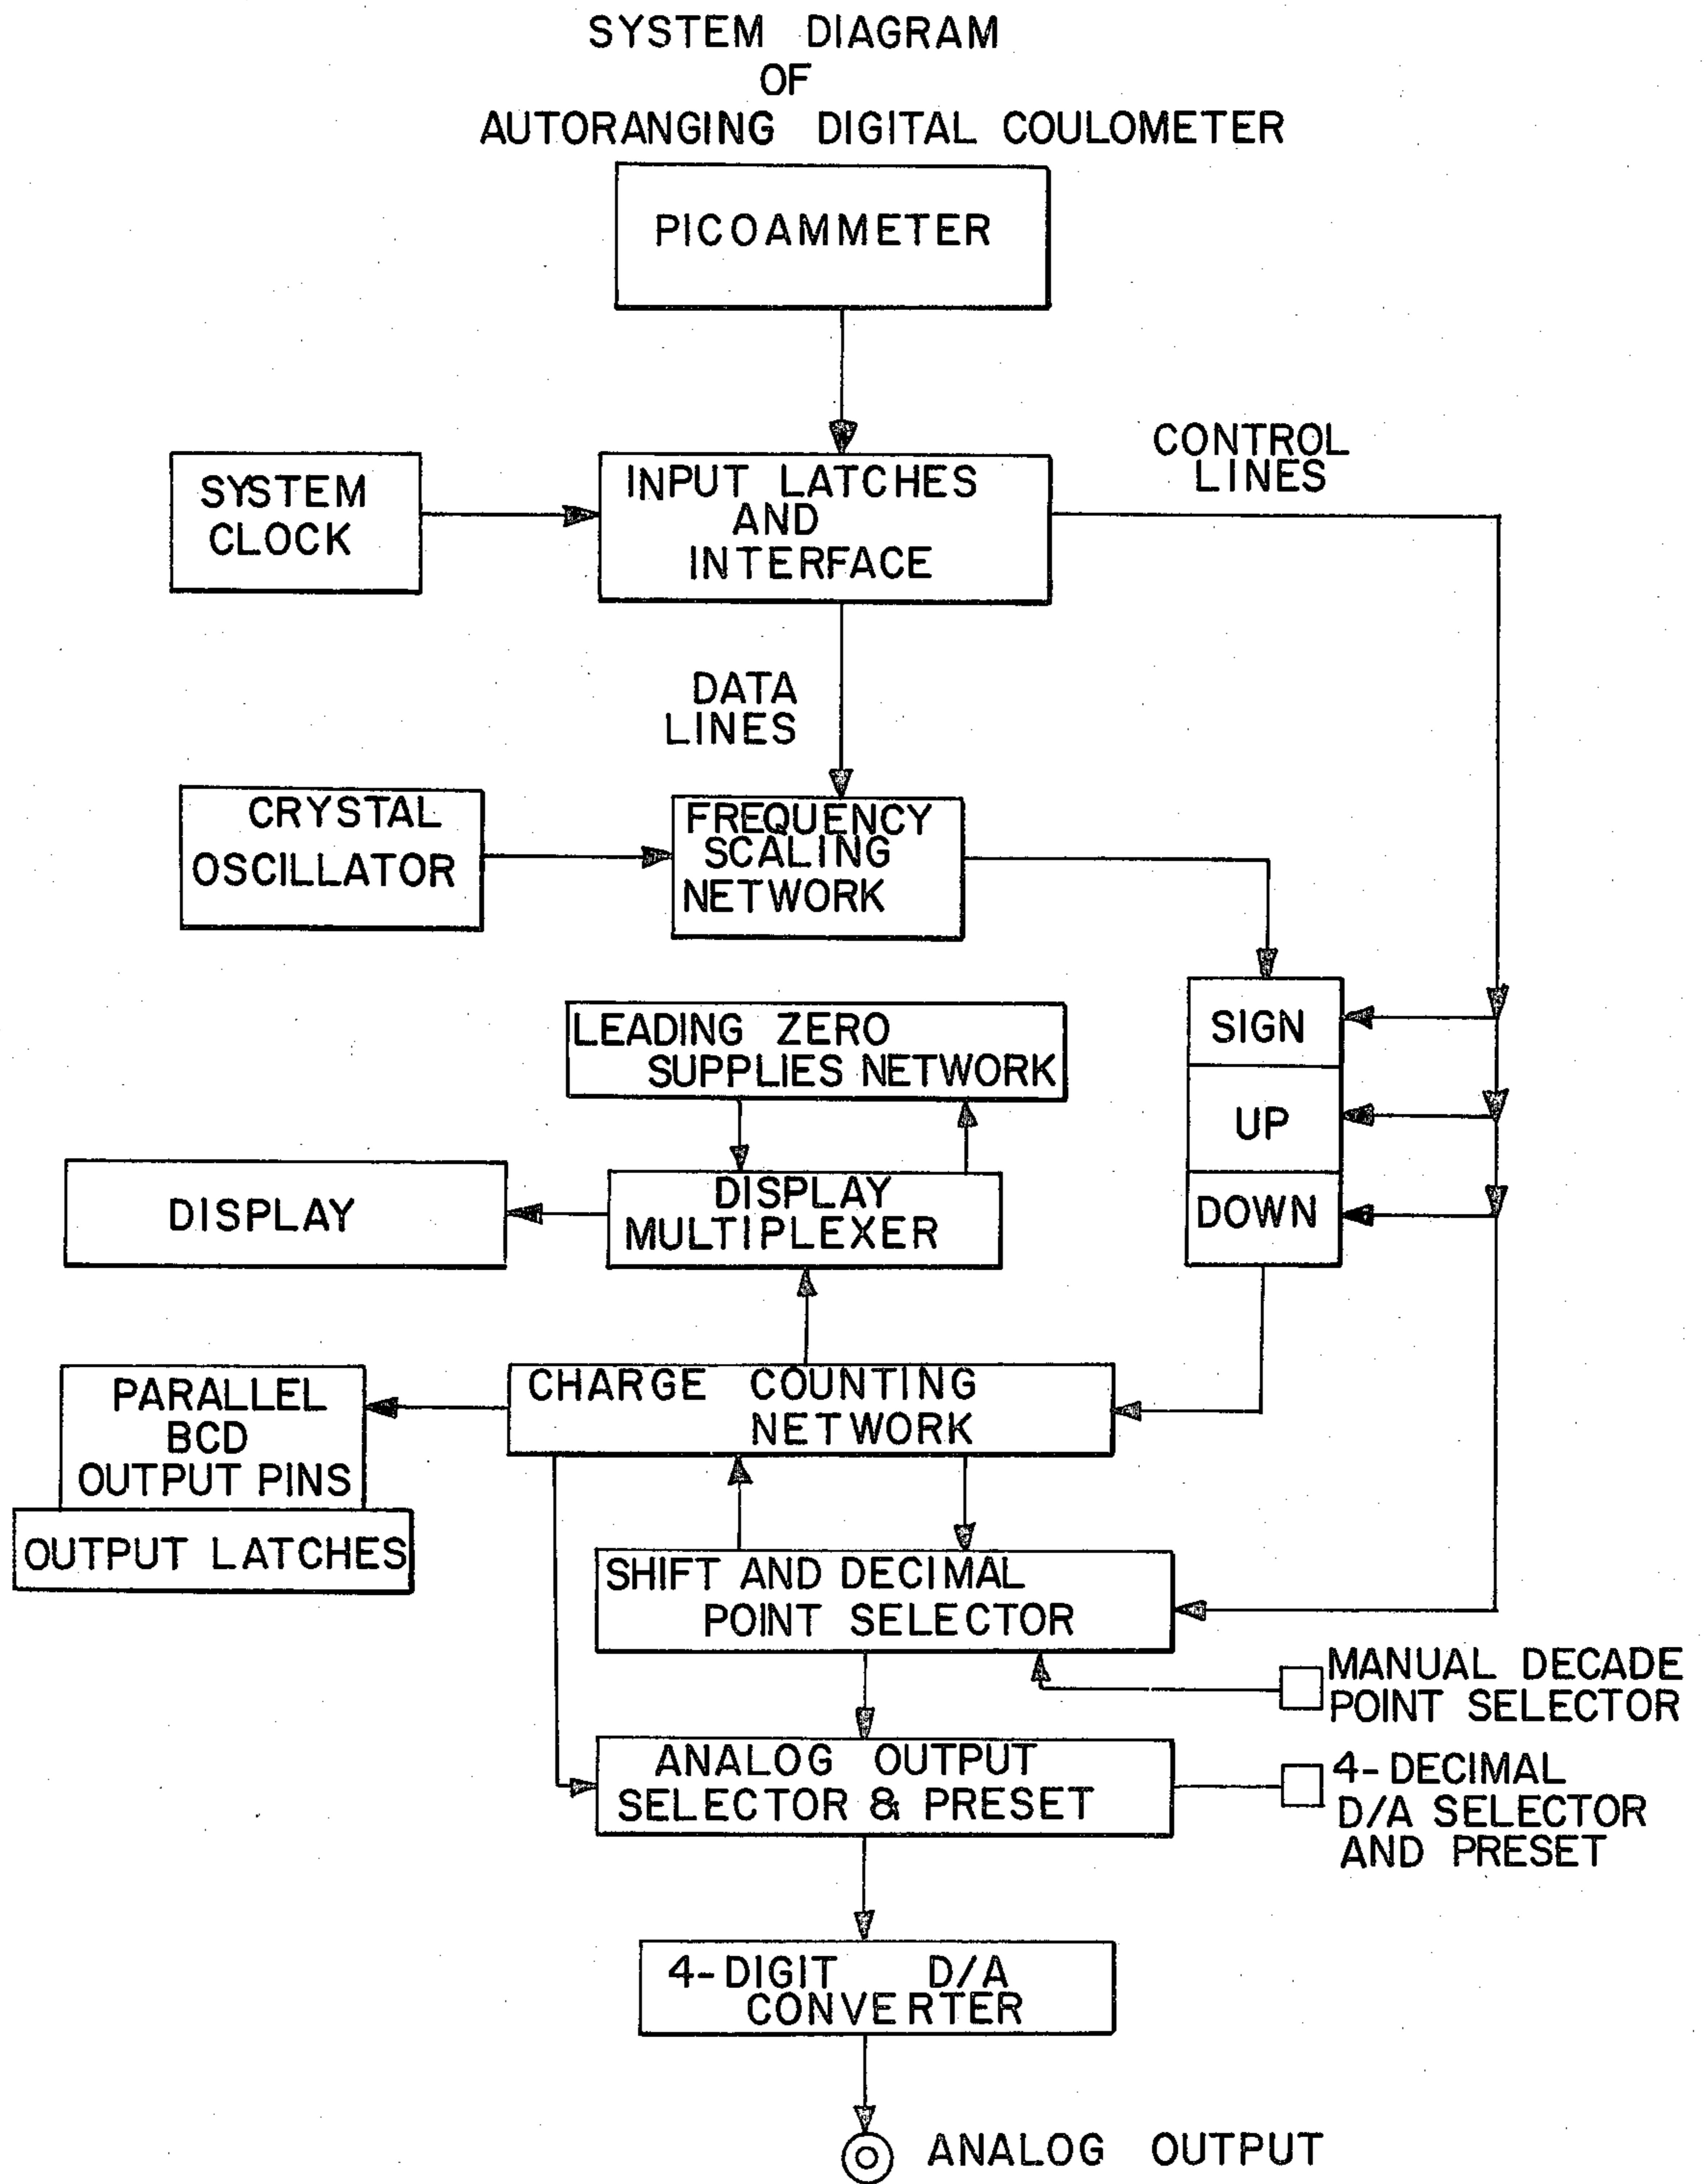 SYSTEM DIAGRAM
OF
AUTORANGING DIGITAL COULOMETER
PICOAMMETER
CONTROL
LINES
SYSTEM
CLOCK
INPUT LATCHES
AND
INTERFACE
DATA
LINES
CRYSTAL
OSCILLATOR
FREQUENCY
SCALING
NETWORK
LEADING ZERO
SUPPLIES NETWORK
SIGN
UP
DOWN
DISPLAY
DISPLAY
MULTIPLEXER
PARALLEL
BCD
OUTPUT PINS
OUTPUT LATCHES
CHARGE COUNTING
NETWORK
SHIFT AND DECIMAL
POINT SELECTOR
MANUAL DECADE
POINT SELECTOR
ANALOG OUTPUT
SELECTOR & PRESET
4-DECIMAL
D/A SELECTOR
AND PRESET
4-DIGIT D/A
CONVERTER
ANALOG OUTPUT